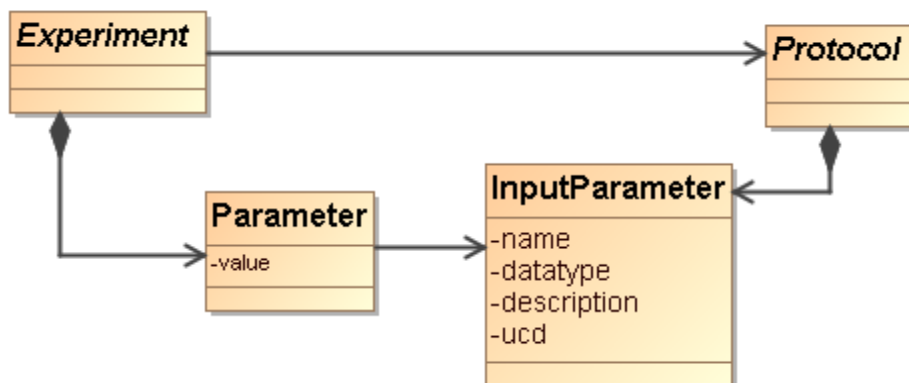 Experiment
Protocol
Parameter
-value
InputParameter
-name
-datatype
-description
-ucd